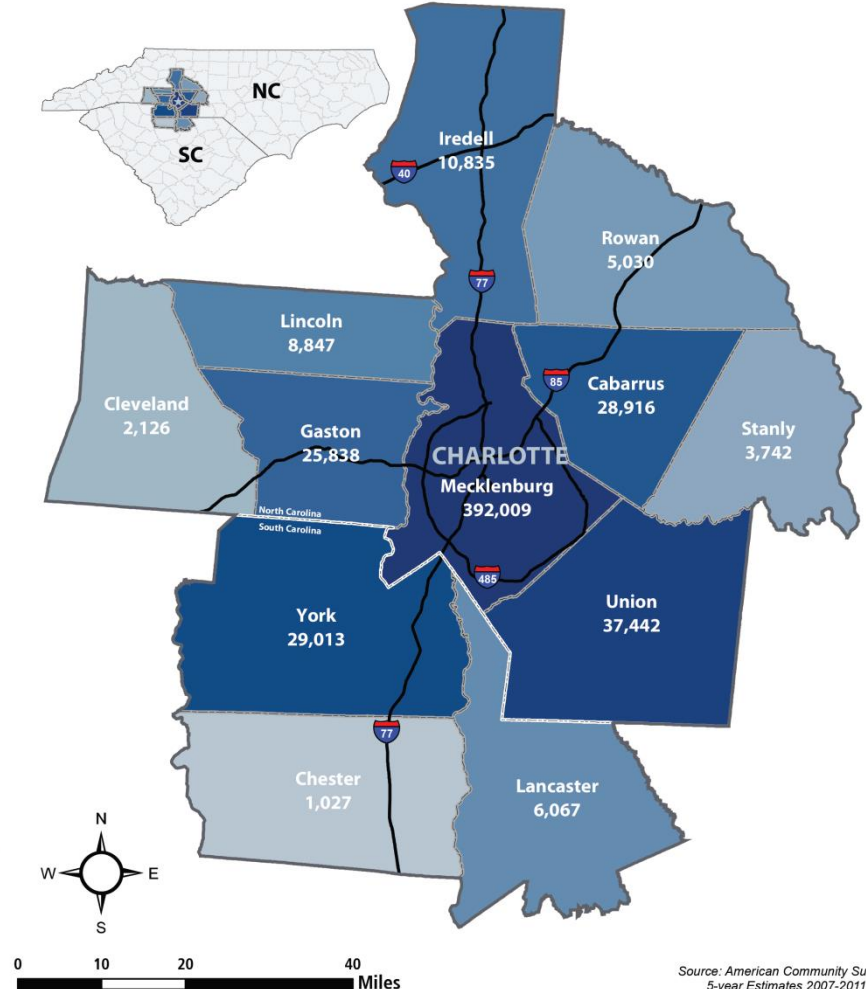 NC
SC
Iredell
10,835
40
77
Rowan
5,030
Lincoln
8,847
85
Cabarrus
28,916
Cleveland
2,126
Gaston
25,838
Stanly
3,742
CHARLOTTE
Mecklenburg
392,009
North Carolina
South Carolina
485
York
29,013
Union
37,442
77
Chester
1,027
Lancaster
6,067
N
W E
S
0 10 20 40
Miles
Source: American Community Su
5-year Estimates 2007-2011